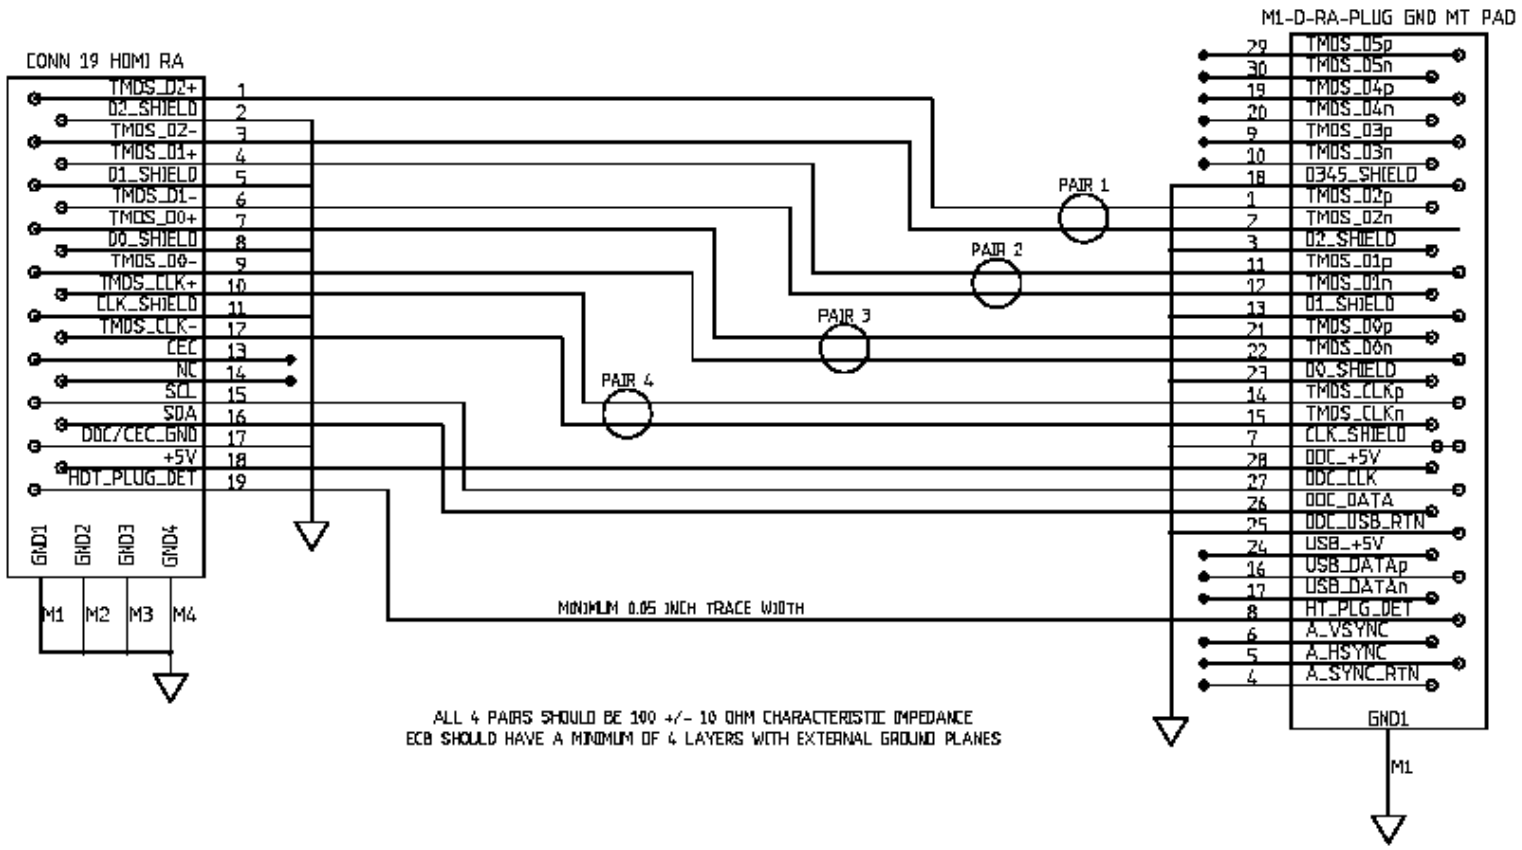 M1-D-RA-PLUG GND MT PAD
CONN 19 HDMI RA
TMDS_D2+ 1
D2_SHIELD 2
TMDS_D2- 3
TMDS_D1+ 4
D1_SHIELD 5
TMDS_D1- 6
TMDS_D0+ 7
D0_SHIELD 8
TMDS_D0- 9
TMDS_CLK+ 10
CLK_SHIELD 11
TMDS_CLK- 12
CEC 13
NC 14
SCL 15
SDA 16
DDC/CEC_GND 17
+5V 18
HDT_PLUG_DET 19
GND1
GND2
GND3
GND4
M1
M2
M3
M4
PAIR 1
PAIR 2
PAIR 3
PAIR 4
29 TMDS_D5p
30 TMDS_D5n
19 TMDS_D4p
20 TMDS_D4n
9 TMDS_D3p
10 TMDS_D3n
18 D345_SHIELD
1 TMDS_D2p
2 TMDS_D2n
3 D2_SHIELD
11 TMDS_D1p
12 TMDS_D1n
13 D1_SHIELD
21 TMDS_D0p
22 TMDS_D0n
23 D0_SHIELD
14 TMDS_CLKp
15 TMDS_CLKn
7 CLK_SHIELD
28 DDC_+5V
27 DDC_CLK
26 DDC_DATA
25 DDC_USB_RTN
24 USB_+5V
16 USB_DATAp
17 USB_DATAn
8 HT_PLG_DET
6 A_VSYNC
5 A_HSYNC
4 A_SYNC_RTN
GND1
M1
MINIMUM 0.05 INCH TRACE WIDTH
ALL 4 PAIRS SHOULD BE 100 +/- 10 OHM CHARACTERISTIC IMPEDANCE
ECB SHOULD HAVE A MINIMUM OF 4 LAYERS WITH EXTERNAL GROUND PLANES